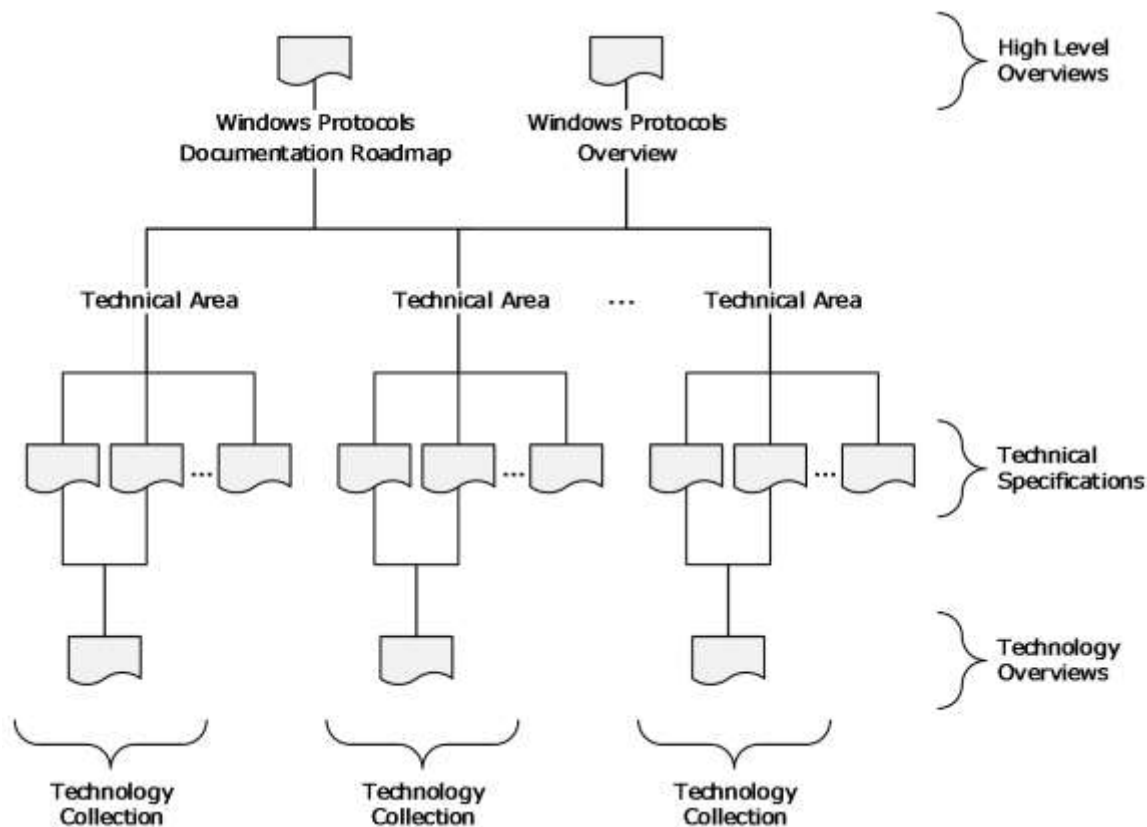 High Level
Overviews
Windows Protocols
Documentation Roadmap
Windows Protocols
Overview
Technical Area
Technical Area
...
Technical Area
...
...
...
Technical
Specifications
Technology
Overviews
Technology
Collection
Technology
Collection
Technology
Collection